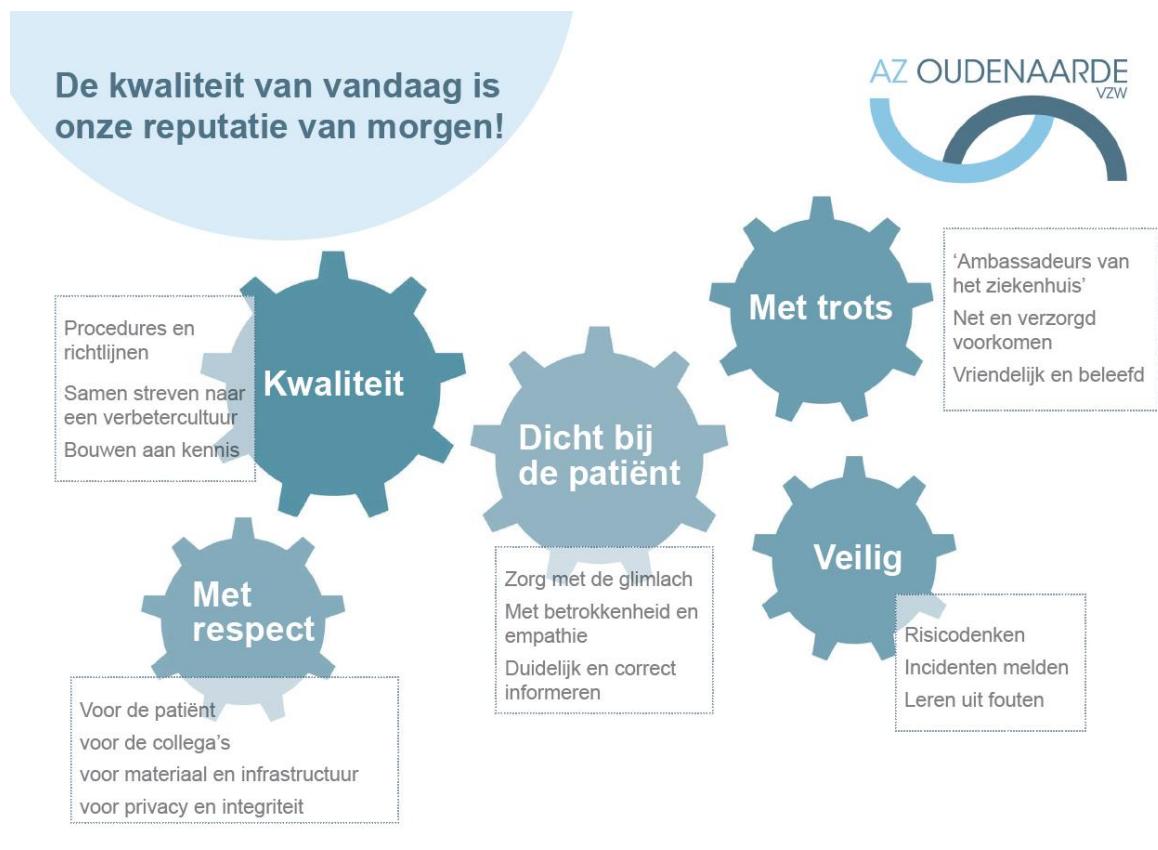 De kwaliteit van vandaag is
onze reputatie van morgen!
AZ OUDENAARDE
VZW
Kwaliteit
Procedures en
richtlijnen
Samen streven naar
een verbetercultuur
Bouwen aan kennis
Met trots
‘Ambassadeurs van
het ziekenhuis’
Net en verzorgd
voorkomen
Vriendelijk en beleefd
Dicht bij
de patiënt
Zorg met de glimlach
Met betrokkenheid en
empathie
Duidelijk en correct
informeren
Veilig
Risicodenken
Incidenten melden
Leren uit fouten
Met
respect
Voor de patiënt
voor de collega’s
voor materiaal en infrastructuur
voor privacy en integriteit